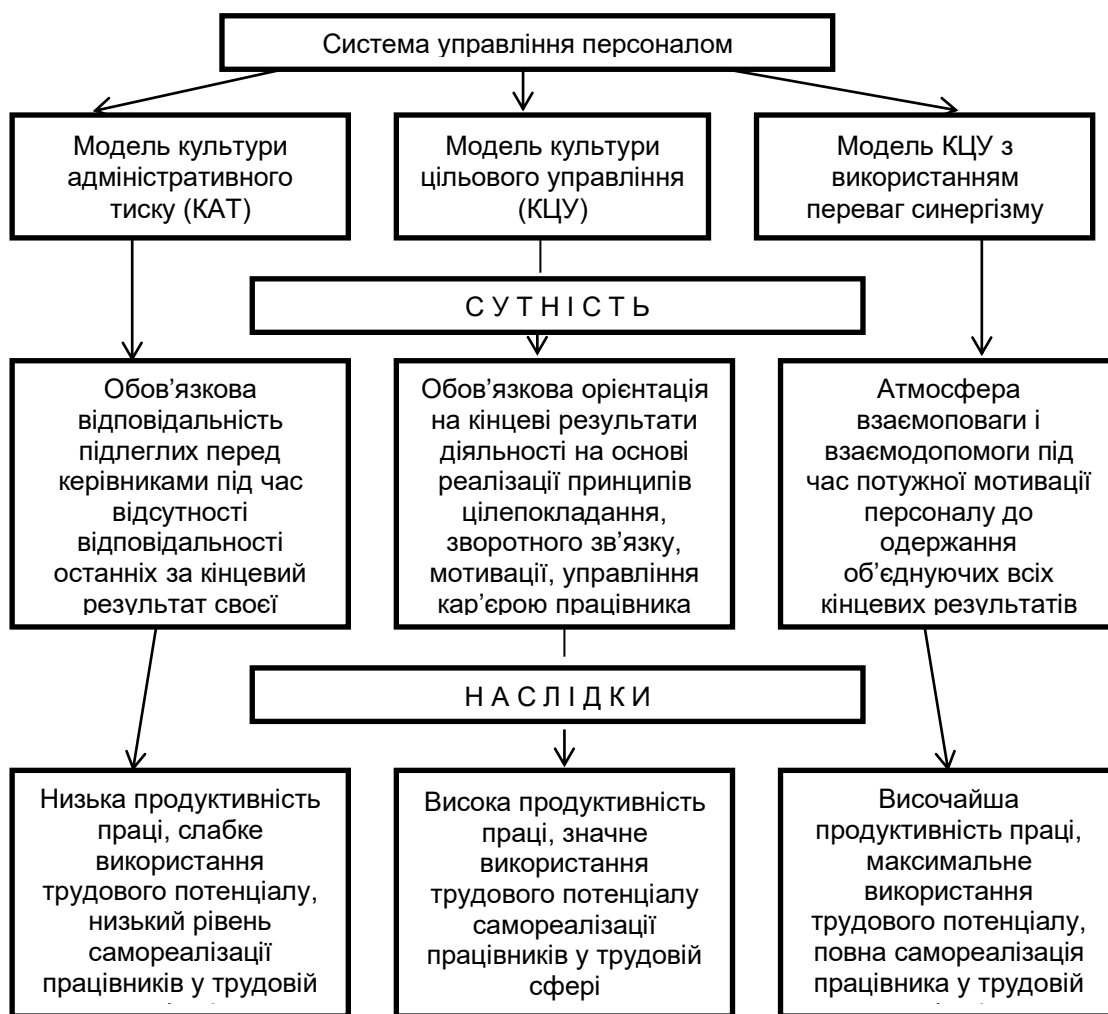 Система управління персоналом
Модель культури
адміністративного
тиску (КАТ)
Модель культури
цільового управління
(КЦУ)
Модель КЦУ з
використанням
переваг синергізму
С У Т Н І С Т Ь
Обов’язкова
відповідальність
підлеглих перед
керівниками під час
відсутності
відповідальності
останніх за кінцевий
результат своєї
Обов’язкова орієнтація
на кінцеві результати
діяльності на основі
реалізації принципів
цілепокладання,
зворотного зв’язку,
мотивації, управління
кар’єрою працівника
Атмосфера
взаємоповаги і
взаємодопомоги під
час потужної мотивації
персоналу до
одержання
об’єднуючих всіх
кінцевих результатів
Н А С Л І Д К И
Низька продуктивність
праці, слабке
використання
трудового потенціалу,
низький рівень
самореалізації
працівників у трудовій
Висока продуктивність
праці, значне
використання
трудового потенціалу
самореалізації
працівників у трудовій
сфері
Височайша
продуктивність праці,
максимальне
використання
трудового потенціалу,
повна самореалізація
працівника у трудовій